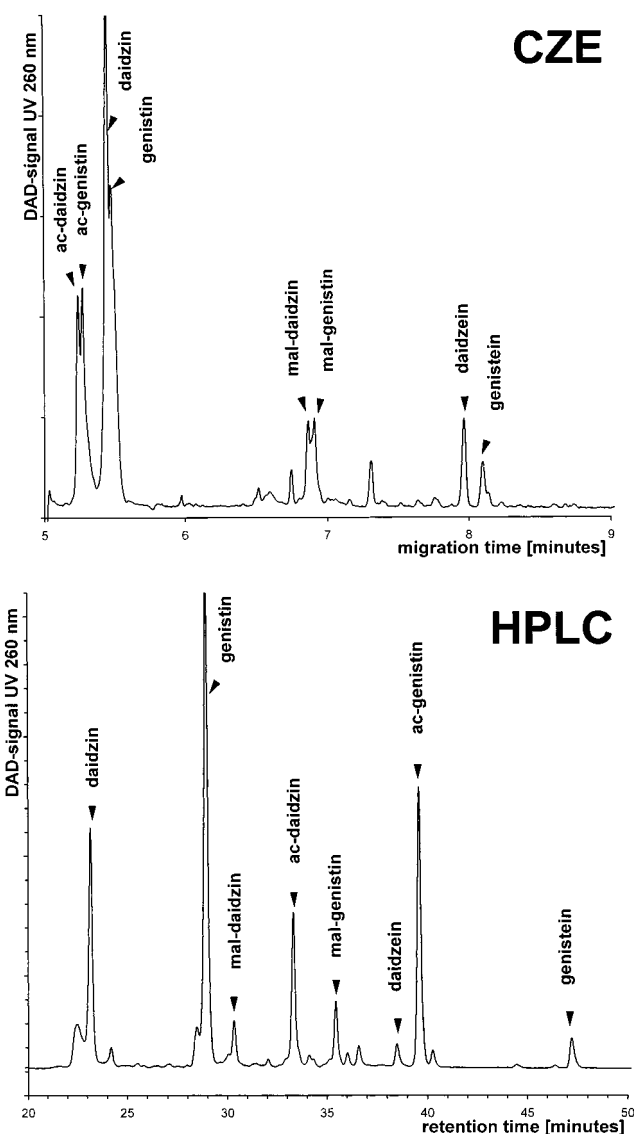 CZE
DAD-signal UV 260 nm
ac-daidzin
ac-genistin
daidzin
genistin
mal-daidzin
mal-genistin
daidzein
genistein
5
6
7
8
9
migration time [minutes]
HPLC
DAD-signal UV 260 nm
daidzin
genistin
mal-daidzin
ac-daidzin
mal-genistin
daidzein
ac-genistin
genistein
20
25
30
35
40
45
50
retention time [minutes]